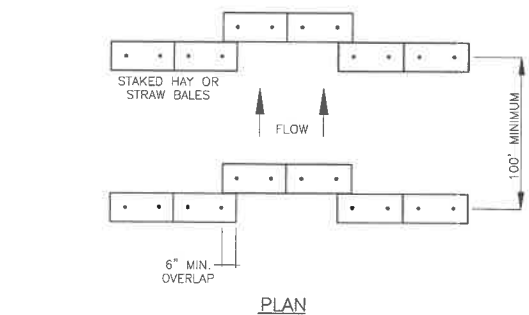 STAKED HAY OR
STRAW BALES
FLOW
100' MINIMUM
6" MIN.
OVERLAP
PLAN